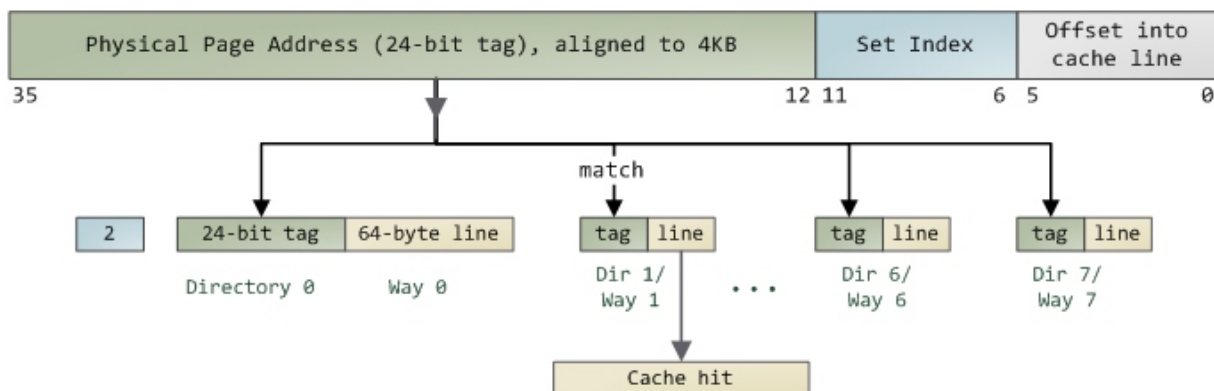 Physical Page Address (24-bit tag), aligned to 4KB
Set Index
Offset into
cache line
35
12
11
6
5
0
match
2
24-bit tag
64-byte line
tag
line
tag
line
tag
line
Directory 0
Way 0
Dir 1/
Way 1
...
Dir 6/
Way 6
Dir 7/
Way 7
Cache hit